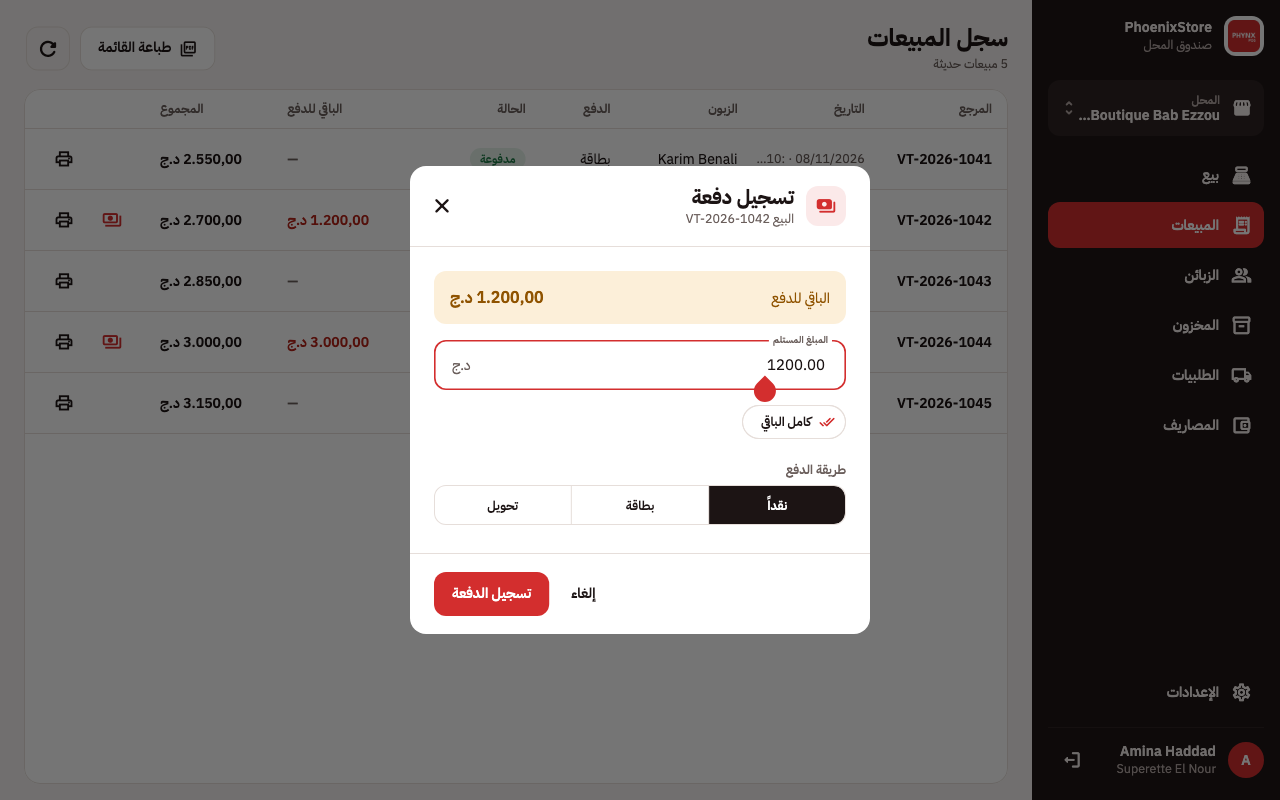 PhoenixStore
صندوق المحل
PHYNX
المحل
Boutique Bab Ezzou...
بيع
المبيعات
الزبائن
المخزون
الطلبيات
المصاريف
الإعدادات
Amina Haddad
Superette El Nour
A
سجل المبيعات
5 مبيعات حديثة
طباعة القائمة
المرجع التاريخ الزبون الدفع الحالة الباقي للدفع المجموع
VT-2026-1041 08/11/2026 · 10:... Karim Benali بطاقة مدفوعة — 2.550,00 د.ج
VT-2026-1042 1.200,00 د.ج 2.700,00 د.ج
VT-2026-1043 — 2.850,00 د.ج
VT-2026-1044 3.000,00 د.ج 3.000,00 د.ج
VT-2026-1045 — 3.150,00 د.ج
تسجيل دفعة
البيع VT-2026-1042
الباقي للدفع 1.200,00 د.ج
المبلغ المستلم
1200.00 د.ج
كامل الباقي
طريقة الدفع
نقداً بطاقة تحويل
إلغاء تسجيل الدفعة